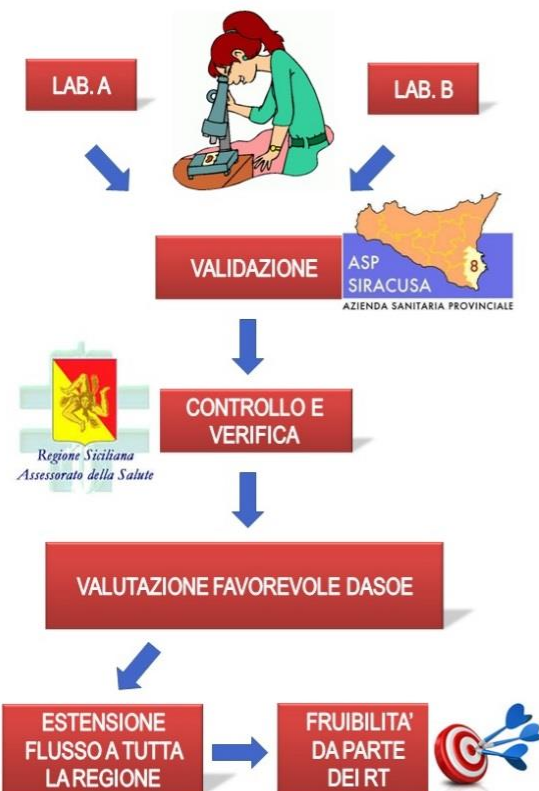 LAB. A
LAB. B
VALIDAZIONE
ASP
SIRACUSA
8
AZIENDA SANITARIA PROVINCIALE
CONTROLLO E
VERIFICA
Regione Siciliana
Assessorato della Salute
VALUTAZIONE FAVOREVOLE DASOE
ESTENSIONE
FLUSSO A TUTTA
LA REGIONE
FRUIBILITA'
DA PARTE
DEI RT